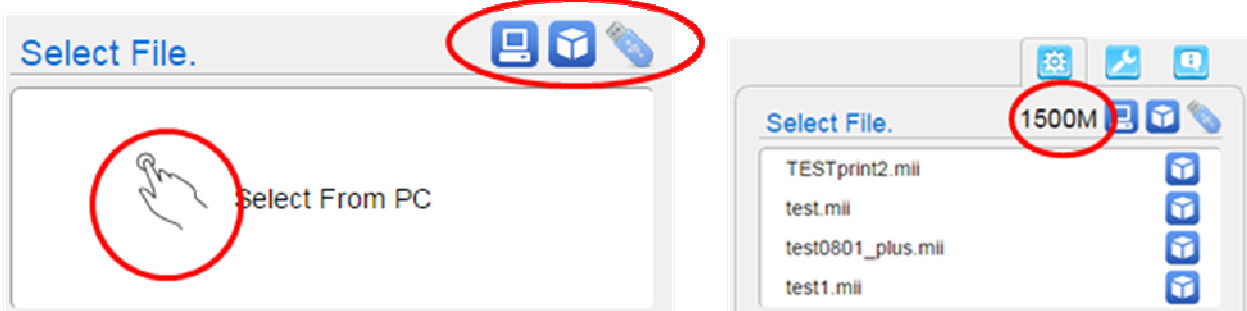 Select File.
Select From PC
1500M
Select File.
TESTprint2.mii
test.mii
test0801_plus.mii
test1.mii